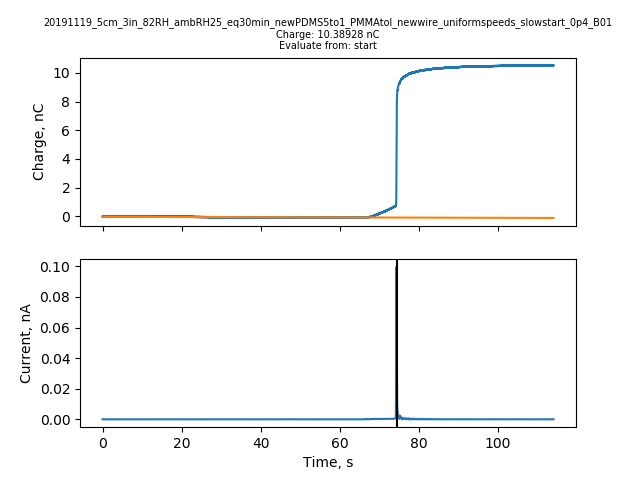 20191119_5cm_3in_82RH_ambRH25_eq30min_newPDMS5to1_PMMAtol_newwire_uniformspeeds_slowstart_0p4_B01
Charge: 10.38928 nC
Evaluate from: start
10
8
6
4
2
0
Charge, nC
0.10
0.08
0.06
0.04
0.02
0.00
Current, nA
0 20 40 60 80 100
Time, s